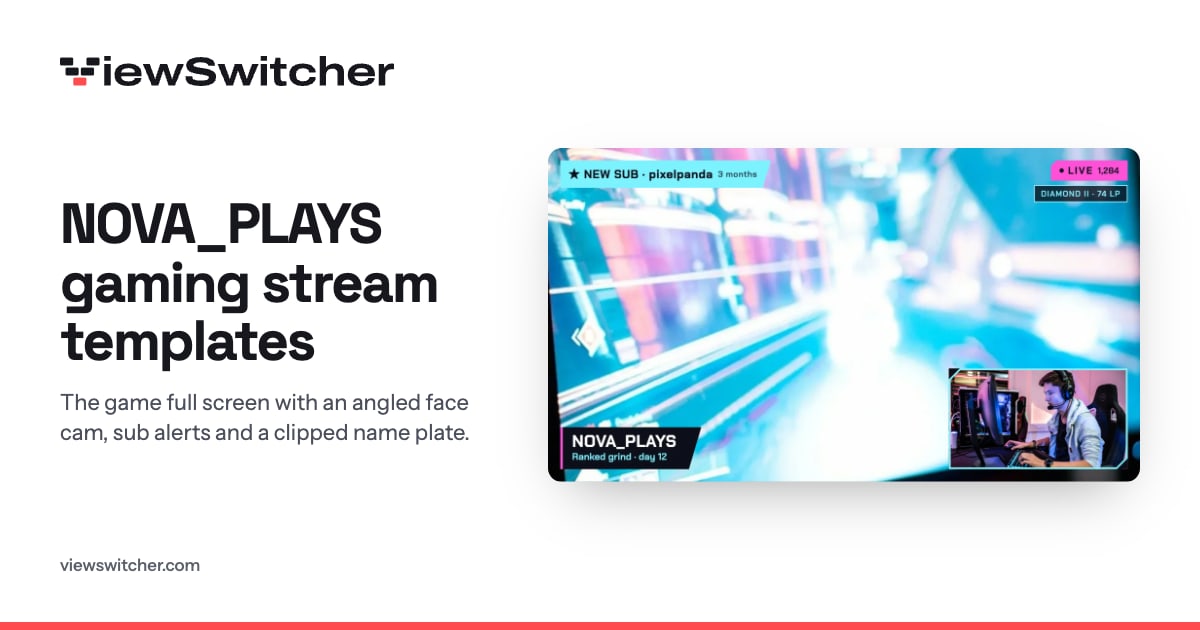 ViewSwitcher
NOVA_PLAYS
gaming stream
templates
The game full screen with an angled face
cam, sub alerts and a clipped name plate.
viewswitcher.com
★ NEW SUB · pixelpanda 3 months
• LIVE 1,284
DIAMOND II · 74 LP
NOVA_PLAYS
Ranked grind · day 12